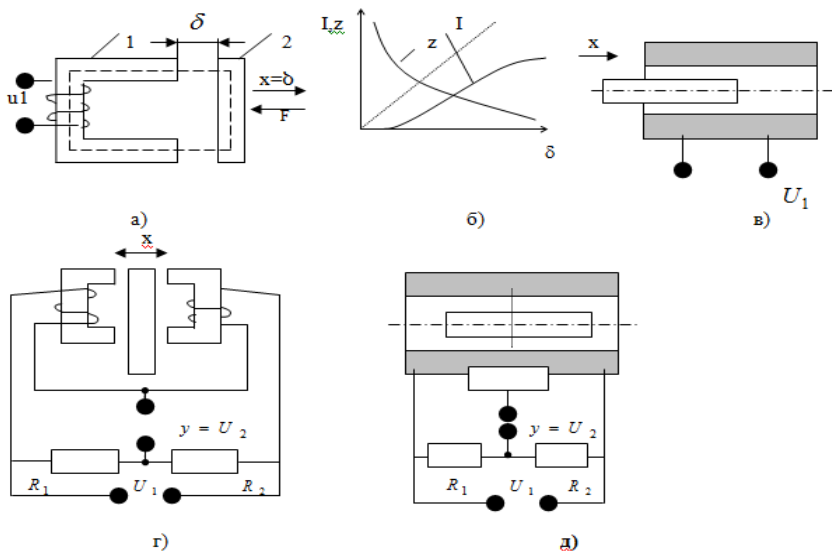 δ
1
2
u1
x=δ
F
а)
I,z
I
z
δ
б)
x
U1
в)
x
y = U2
R1
U1
R2
г)
y = U2
R1
U1
R2
д)